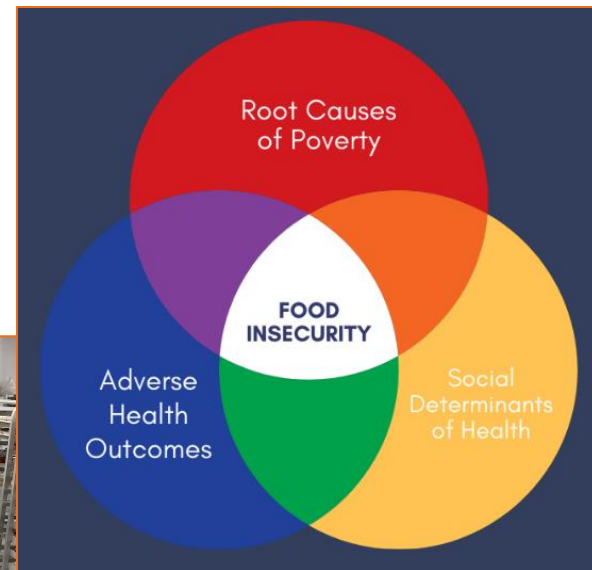 Root Causes
of Poverty
FOOD
INSECURITY
Adverse
Health
Outcomes
Social
Determinants
of Health